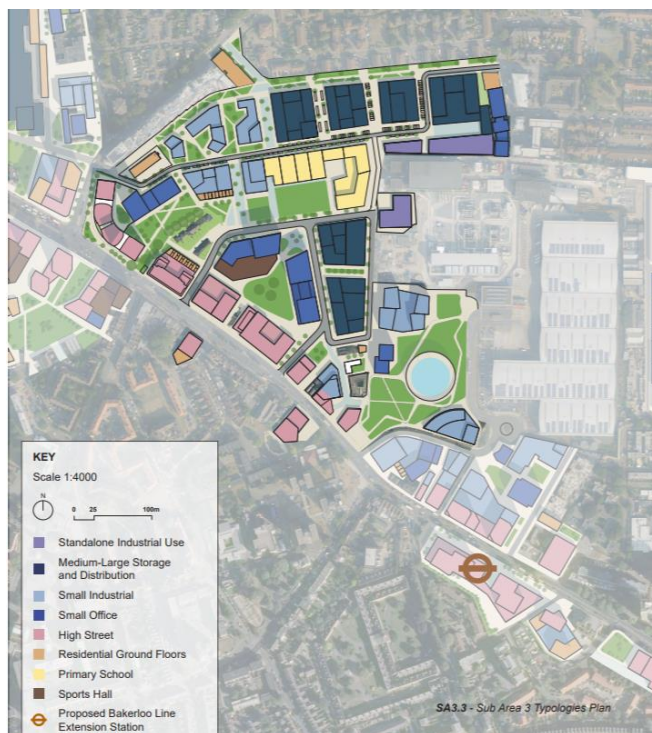 KEY
Scale 1:4000
N
0 25 100m
Standalone Industrial Use
Medium-Large Storage
and Distribution
Small Industrial
Small Office
High Street
Residential Ground Floors
Primary School
Sports Hall
Proposed Bakerloo Line
Extension Station
SA3.3 - Sub Area 3 Typologies Plan